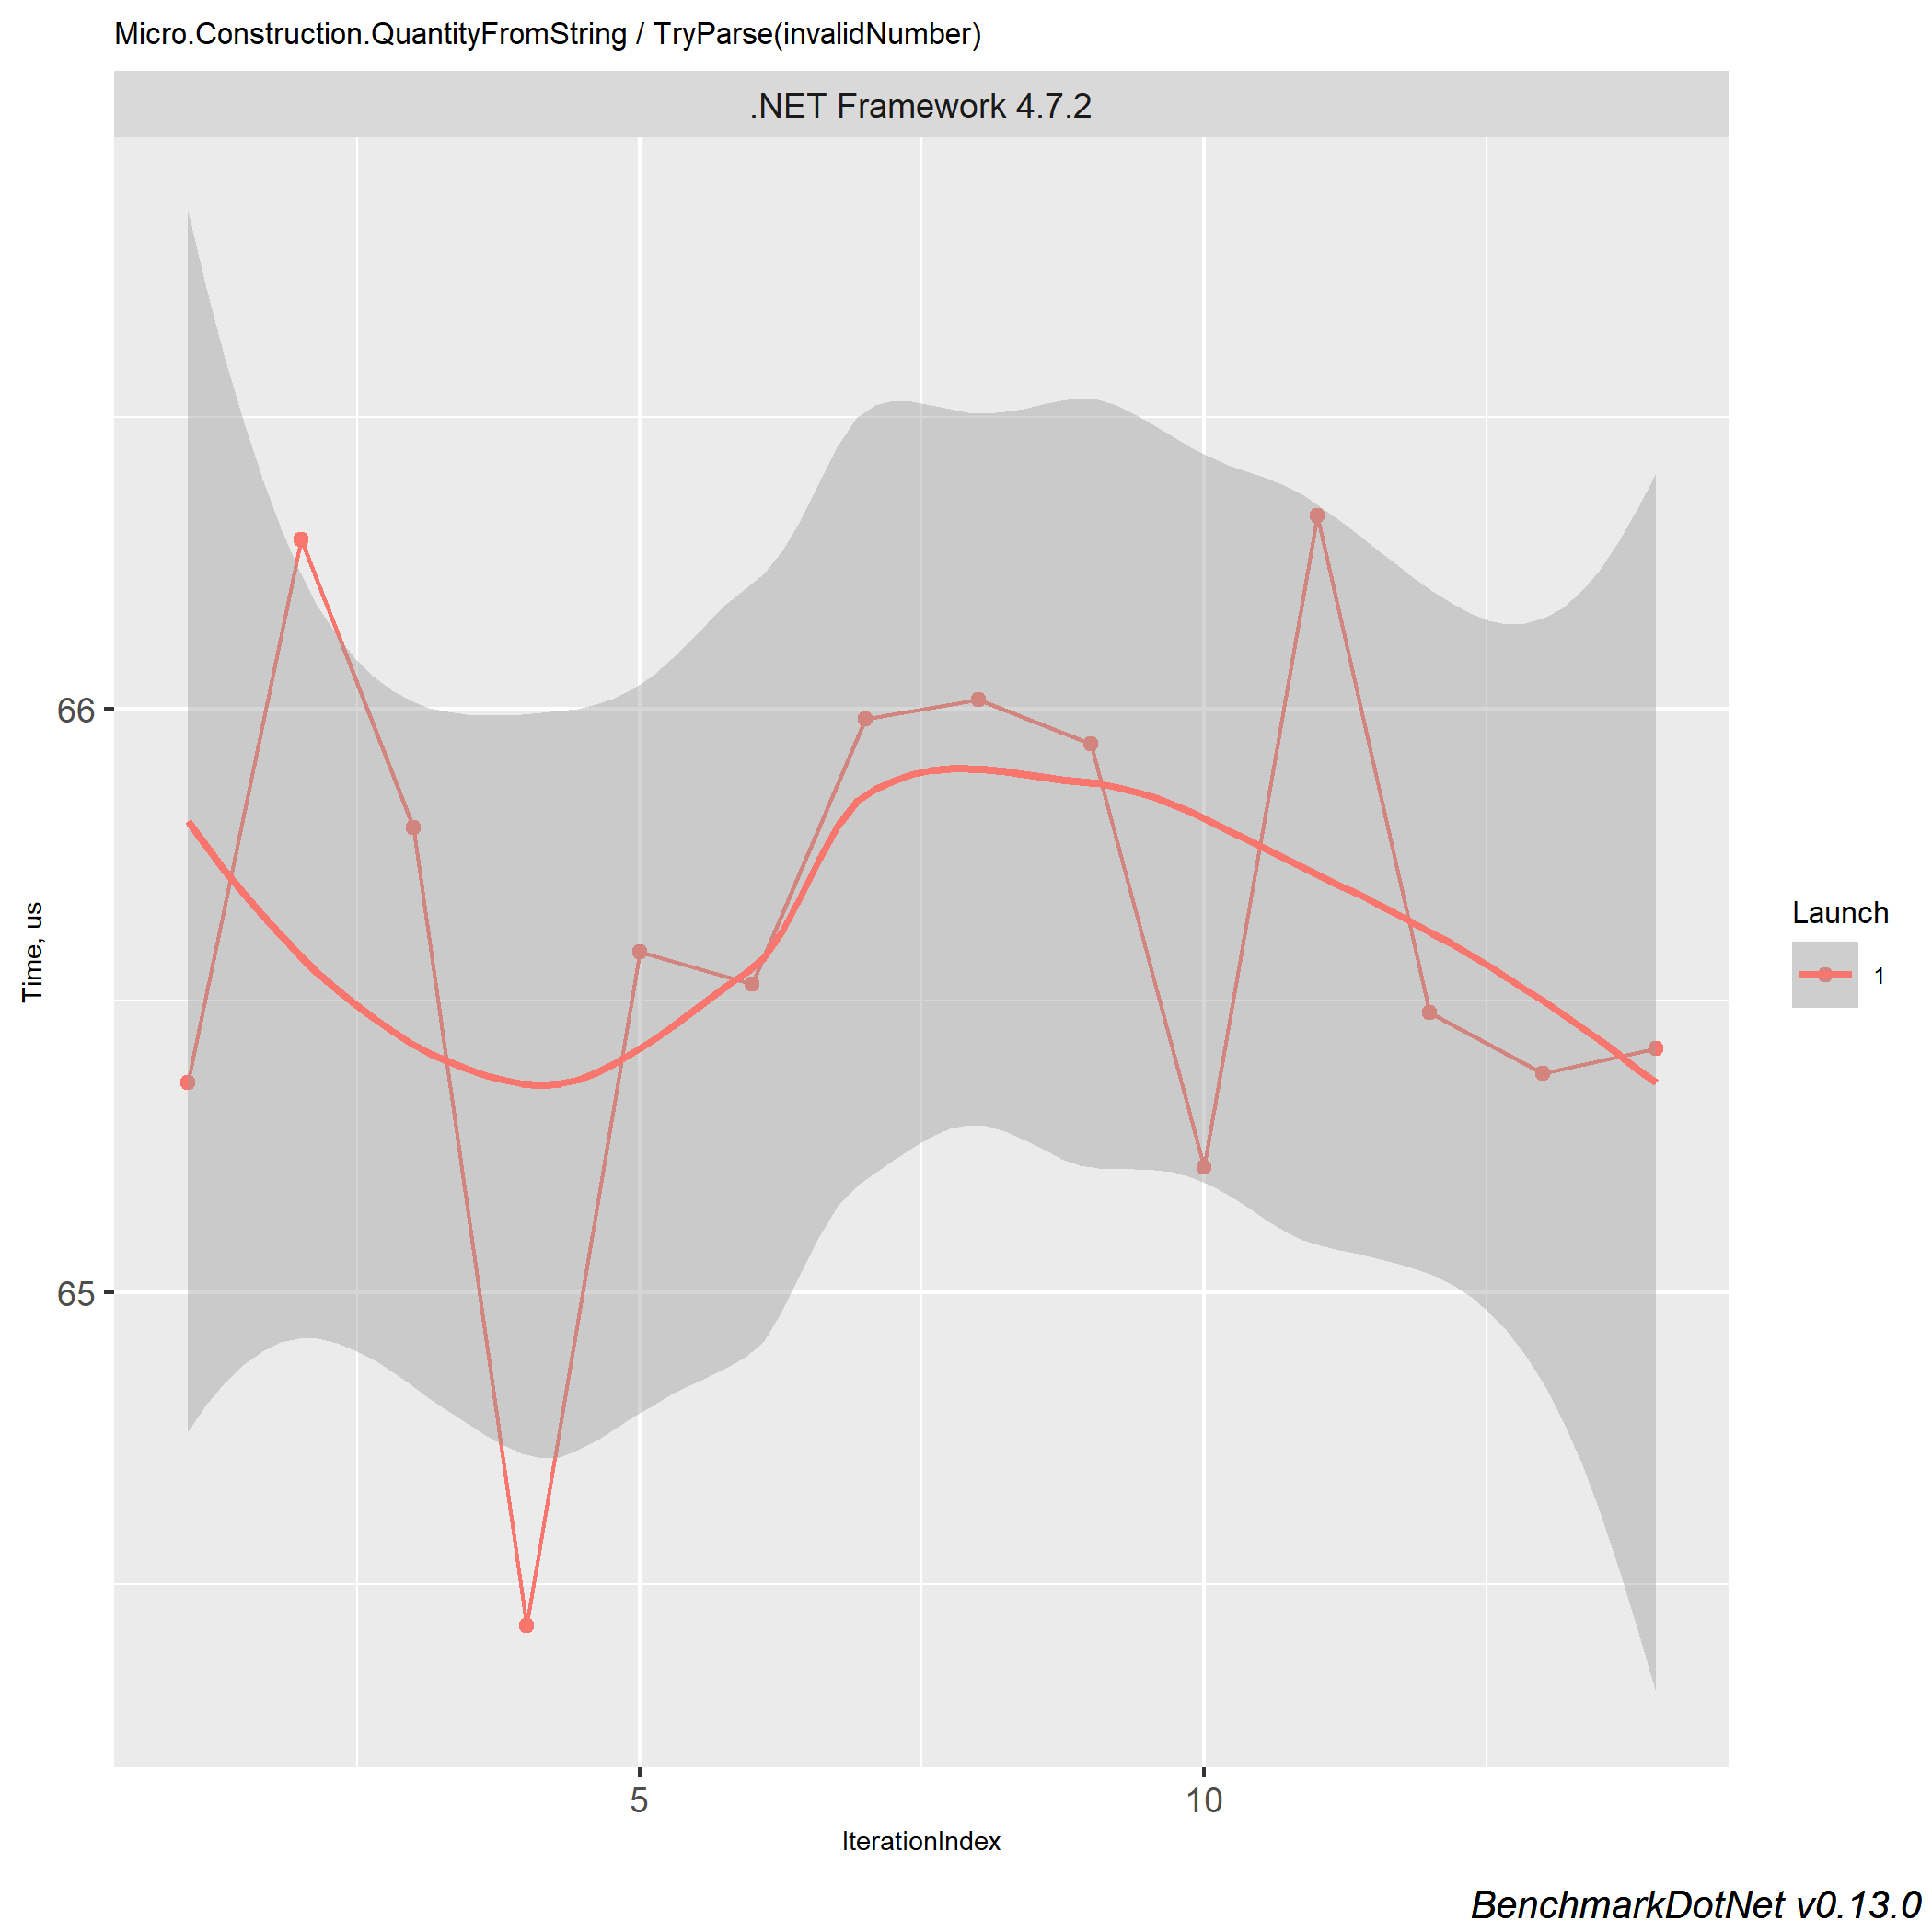 Micro.Construction.QuantityFromString / TryParse(invalidNumber)
.NET Framework 4.7.2
66
65
Time, us
5
10
IterationIndex
Launch
1
BenchmarkDotNet v0.13.0